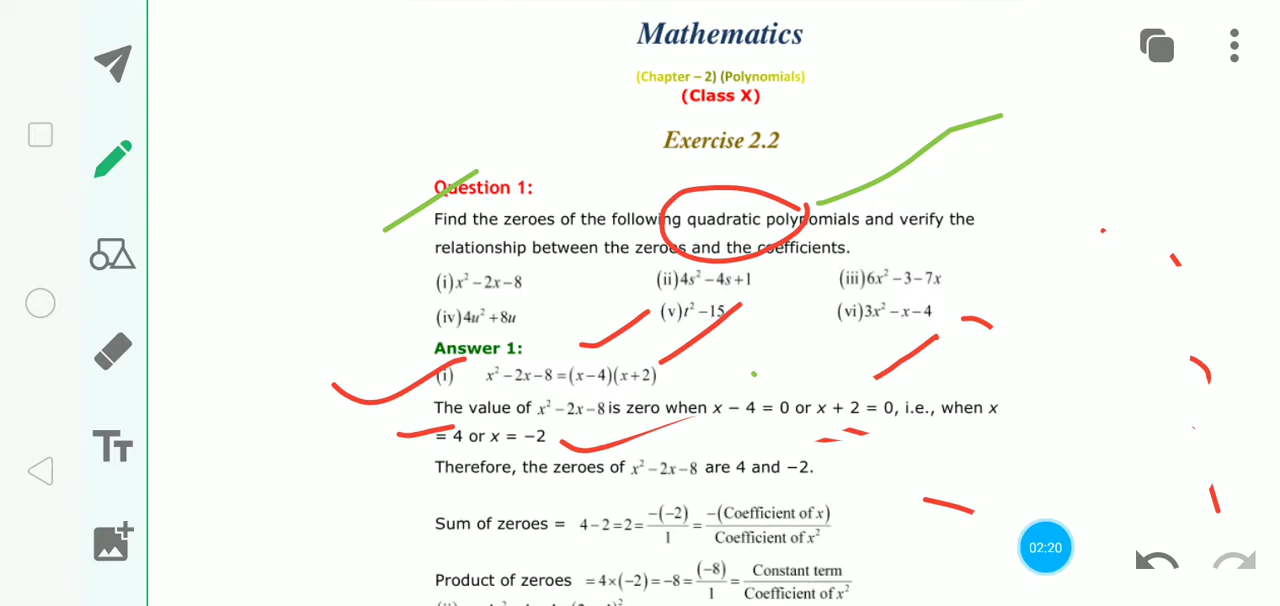 Mathematics
(Chapter – 2) (Polynomials)
(Class X)
Exercise 2.2
Question 1:
Find the zeroes of the following quadratic polynomials and verify the
relationship between the zeroes and the coefficients.
(i) x² – 2x – 8 (ii) 4s² – 4s + 1 (iii) 6x² – 3 – 7x
(iv) 4u² + 8u (v) t² – 15 (vi) 3x² – x – 4
Answer 1:
(i) x² – 2x – 8 = (x – 4)(x + 2)
The value of x² – 2x – 8 is zero when x − 4 = 0 or x + 2 = 0, i.e., when x
= 4 or x = −2
Therefore, the zeroes of x² – 2x – 8 are 4 and −2.
Sum of zeroes = 4 – 2 = 2 = –(–2)/1 = –(Coefficient of x)/Coefficient of x²
Product of zeroes = 4×(–2) = –8 = (–8)/1 = Constant term/Coefficient of x²
02:20
TT